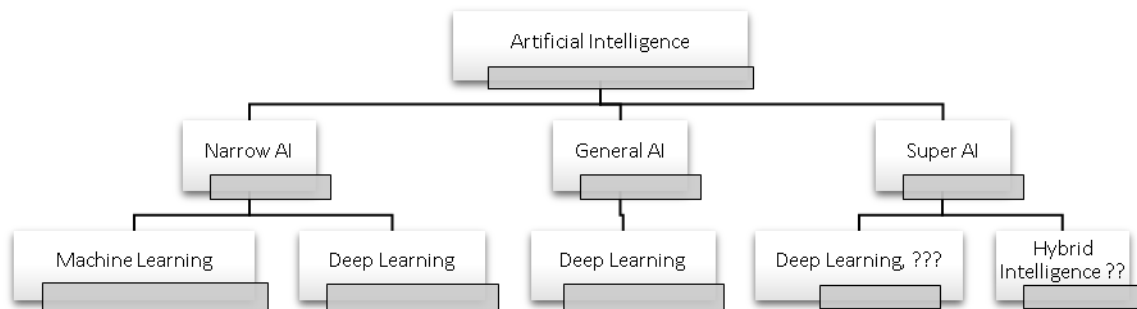 Artificial Intelligence
Narrow AI
General AI
Super AI
Machine Learning
Deep Learning
Deep Learning
Deep Learning, ???
Hybrid
Intelligence ??